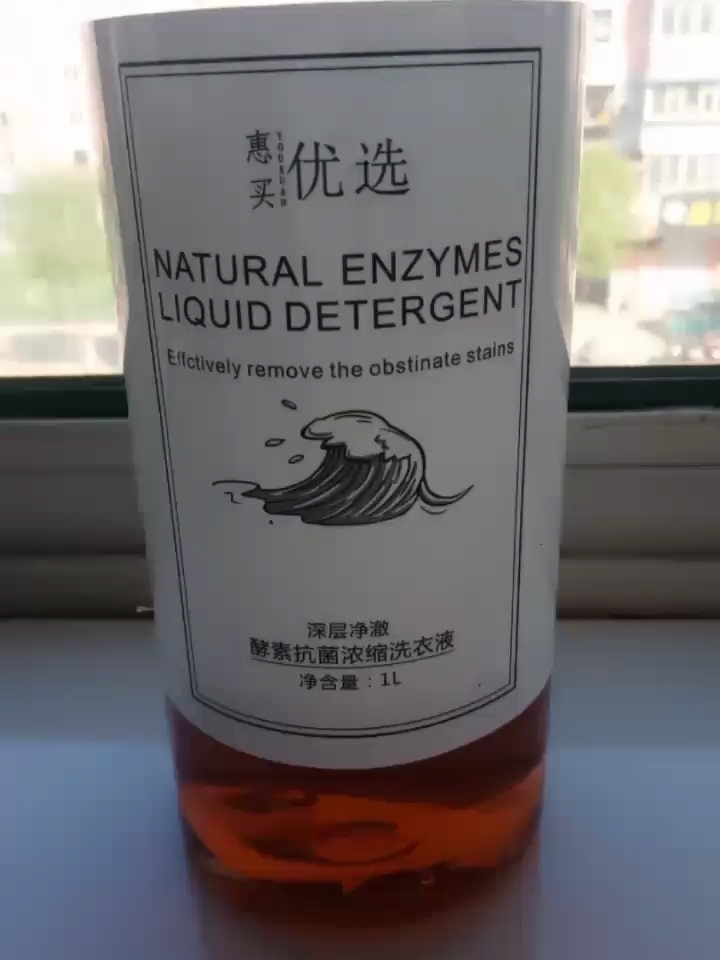 惠买 优选
NATURAL ENZYMES
LIQUID DETERGENT
Effctively remove the obstinate stains
深层净澈
酵素抗菌浓缩洗衣液
净含量：1L